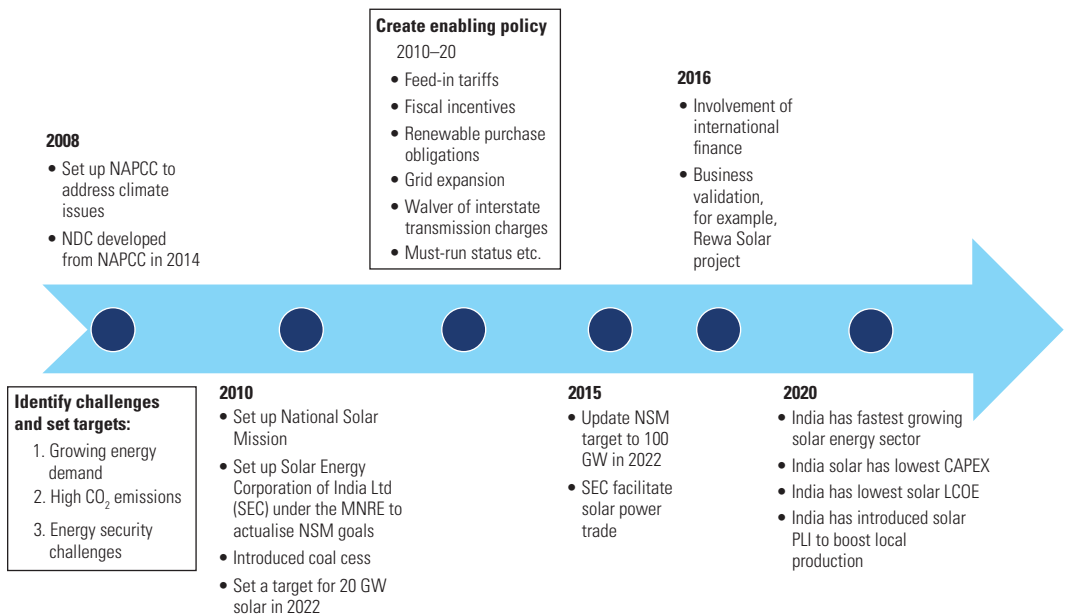 2008
• Set up NAPCC to
address climate
issues
• NDC developed
from NAPCC in 2014
Identify challenges
and set targets:
1. Growing energy
demand
2. High CO₂ emissions
3. Energy security
challenges
2010
• Set up National Solar
Mission
• Set up Solar Energy
Corporation of India Ltd
(SEC) under the MNRE to
actualise NSM goals
• Introduced coal cess
• Set a target for 20 GW
solar in 2022
Create enabling policy
2010–20
• Feed-in tariffs
• Fiscal incentives
• Renewable purchase
obligations
• Grid expansion
• Walver of interstate
transmission charges
• Must-run status etc.
2015
• Update NSM
target to 100
GW in 2022
• SEC facilitate
solar power
trade
2016
• Involvement of
international
finance
• Business
validation,
for example,
Rewa Solar
project
2020
• India has fastest growing
solar energy sector
• India solar has lowest CAPEX
• India has lowest solar LCOE
• India has introduced solar
PLI to boost local
production